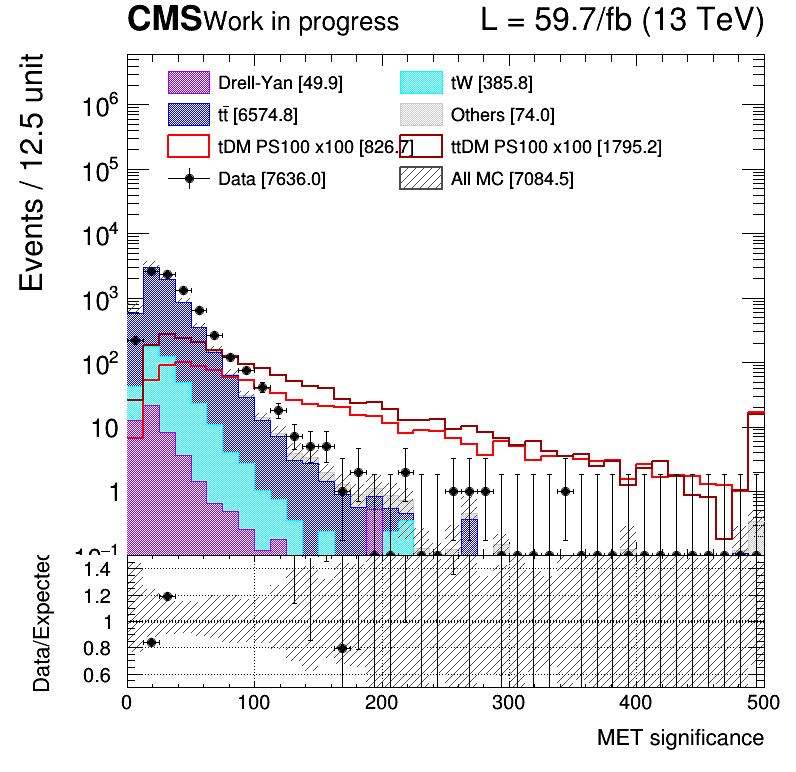 CMS Work in progress L = 59.7/fb (13 TeV)
Events / 12.5 unit
Drell-Yan [49.9] tW [385.8]
tt̄ [6574.8] Others [74.0]
tDM PS100 x100 [826.7] ttDM PS100 x100 [1795.2]
Data [7636.0] All MC [7084.5]
10⁶
10⁵
10⁴
10³
10²
10
1
10⁻¹
Data/Expected
1.4
1.2
1
0.8
0.6
0 100 200 300 400 500
MET significance